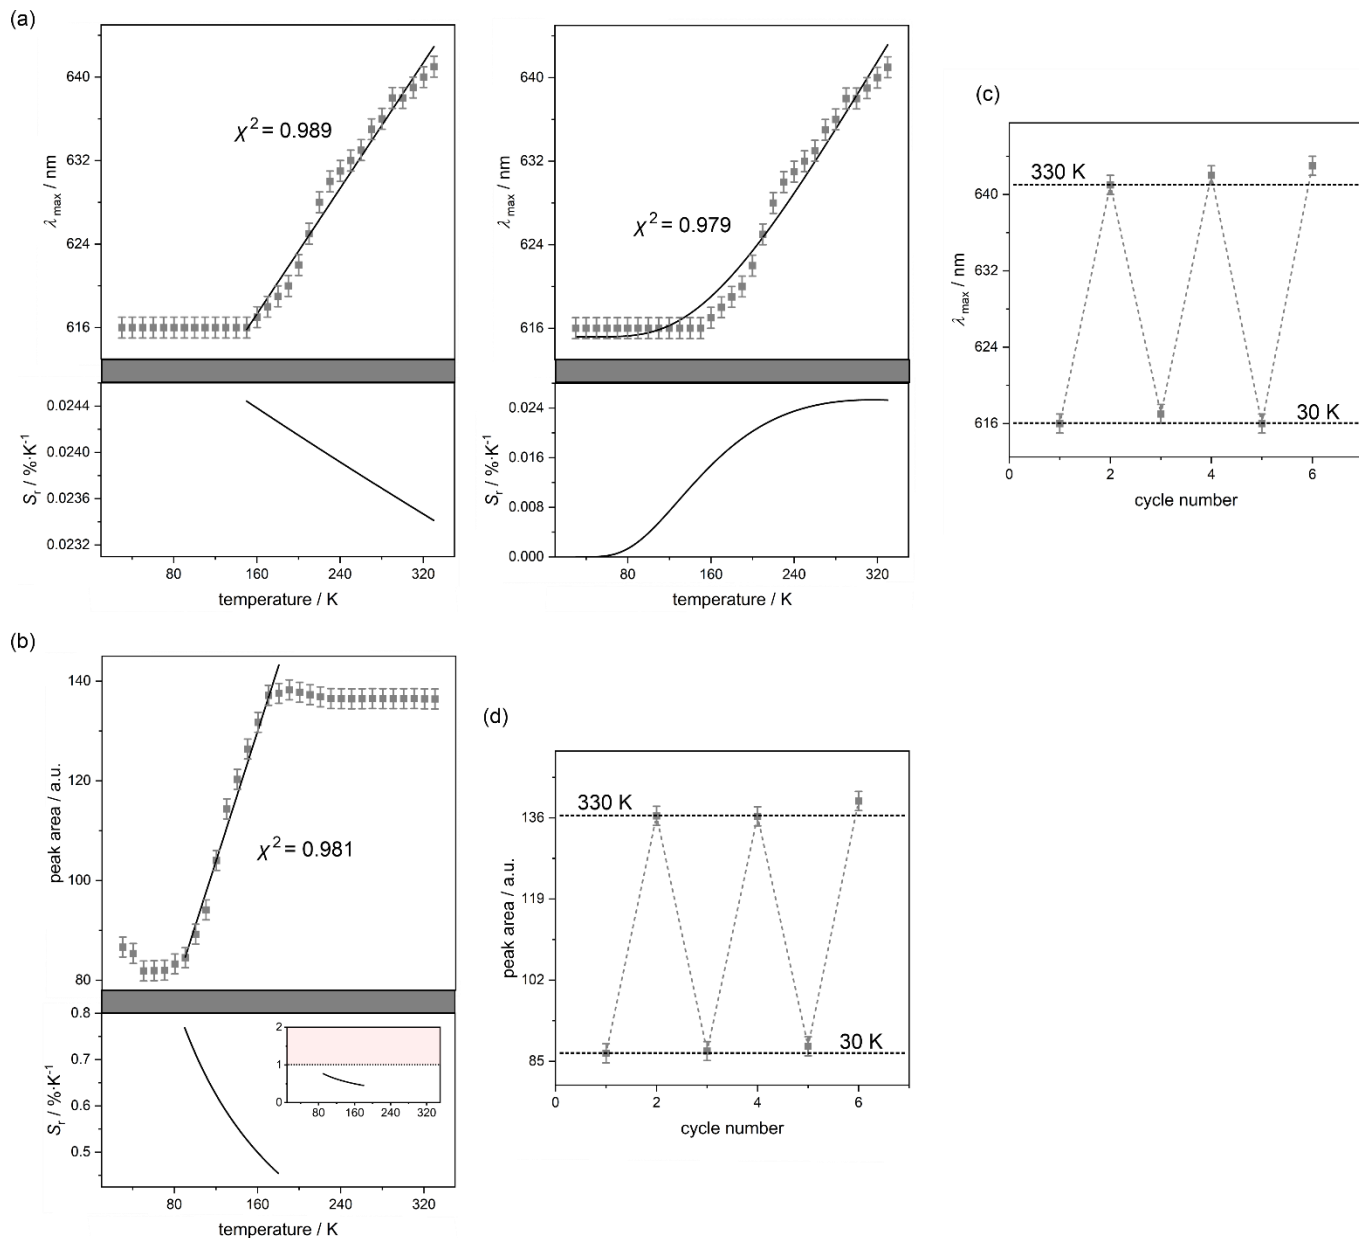 (a)
640
632
624
616
λmax / nm
χ² = 0.989
0.0244
0.0240
0.0236
0.0232
Sr / %·K⁻¹
80 160 240 320
temperature / K
640
632
624
616
λmax / nm
χ² = 0.979
0.024
0.016
0.008
0.000
Sr / %·K⁻¹
80 160 240 320
temperature / K
(c)
640
632
624
616
λmax / nm
330 K
30 K
0 2 4 6
cycle number
(b)
140
120
100
80
peak area / a.u.
χ² = 0.981
0.8
0.7
0.6
0.5
Sr / %·K⁻¹
2
1
0
80 160 240 320
80 160 240 320
temperature / K
(d)
136
119
102
85
peak area / a.u.
330 K
30 K
0 2 4 6
cycle number